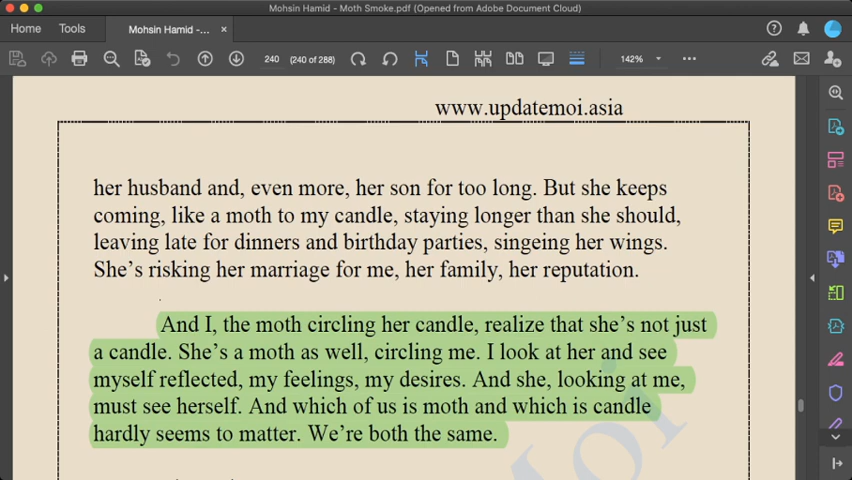 Mohsin Hamid - Moth Smoke.pdf (Opened from Adobe Document Cloud)
Home Tools Mohsin Hamid - Moth... ×
240 (240 of 288) 142%
www.updatemoi.asia
her husband and, even more, her son for too long. But she keeps
coming, like a moth to my candle, staying longer than she should,
leaving late for dinners and birthday parties, singeing her wings.
She's risking her marriage for me, her family, her reputation.
And I, the moth circling her candle, realize that she's not just
a candle. She's a moth as well, circling me. I look at her and see
myself reflected, my feelings, my desires. And she, looking at me,
must see herself. And which of us is moth and which is candle
hardly seems to matter. We're both the same.